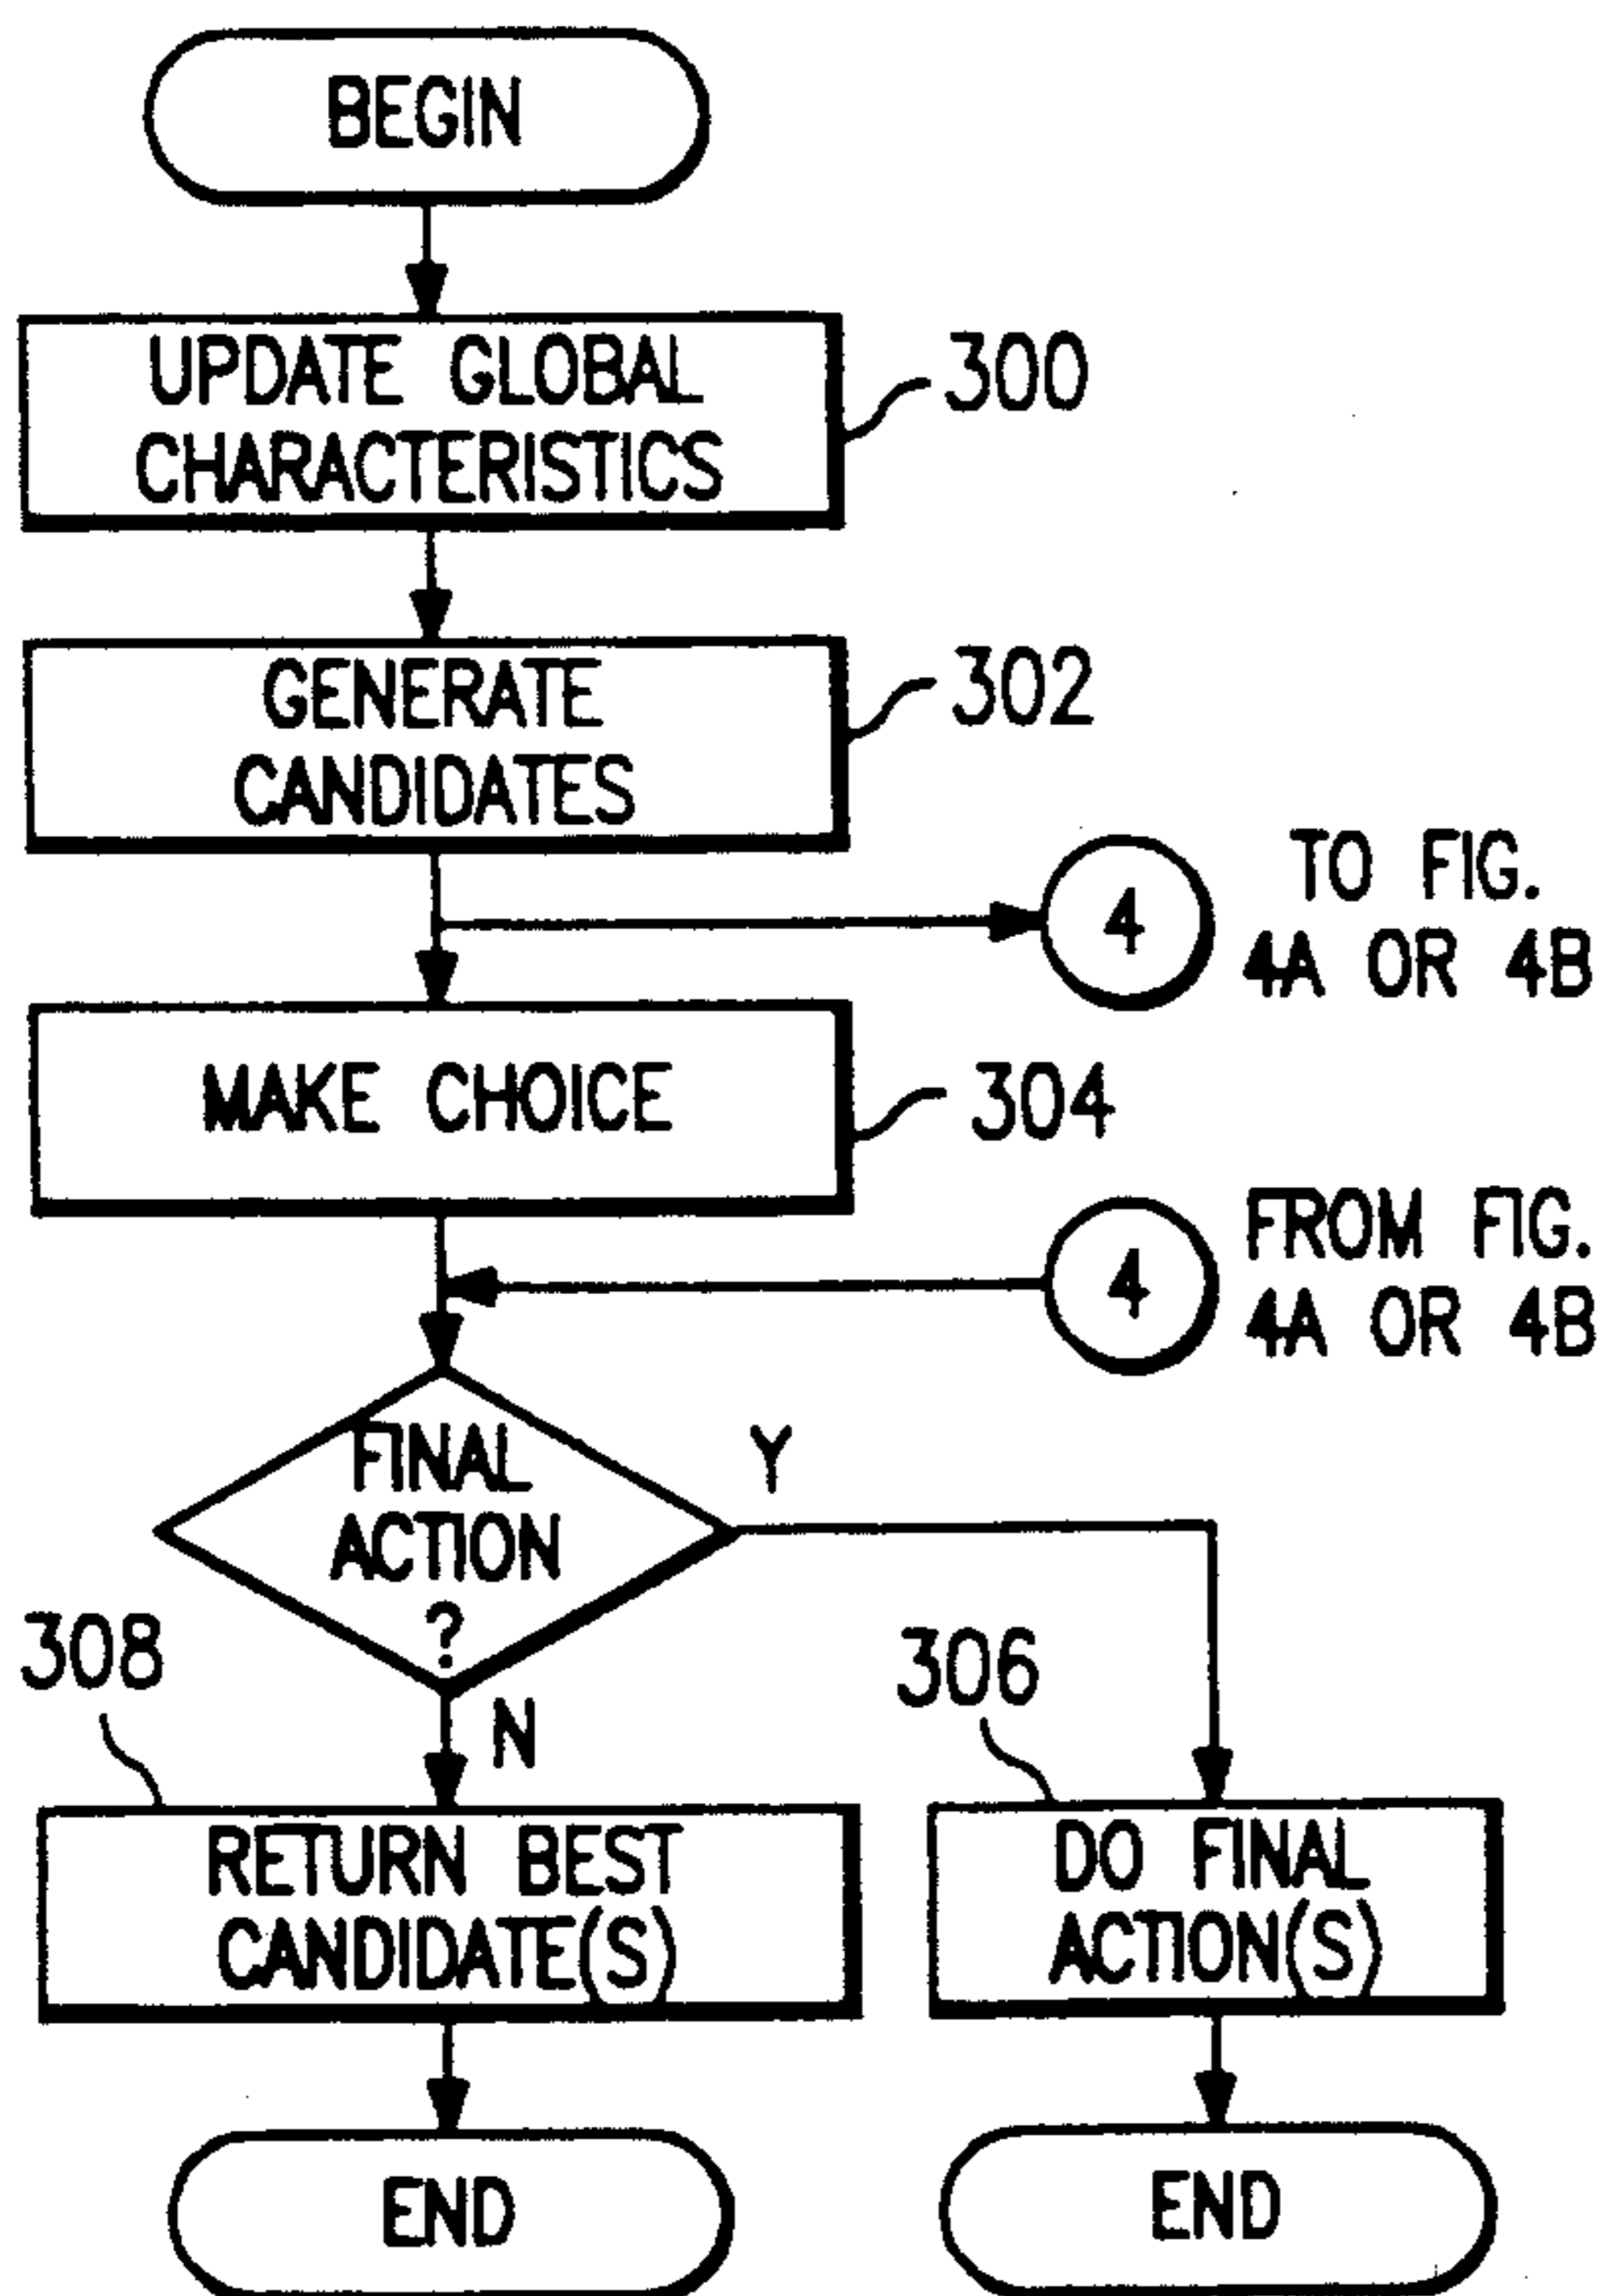 BEGIN
UPDATE GLOBAL
CHARACTERISTICS
300
GENERATE
CANDIDATES
302
4
TO FIG.
4A OR 4B
MAKE CHOICE
304
4
FROM FIG.
4A OR 4B
FINAL
ACTION
?
Y
N
308
306
RETURN BEST
CANDIDATE(S)
DO FINAL
ACTION(S)
END
END